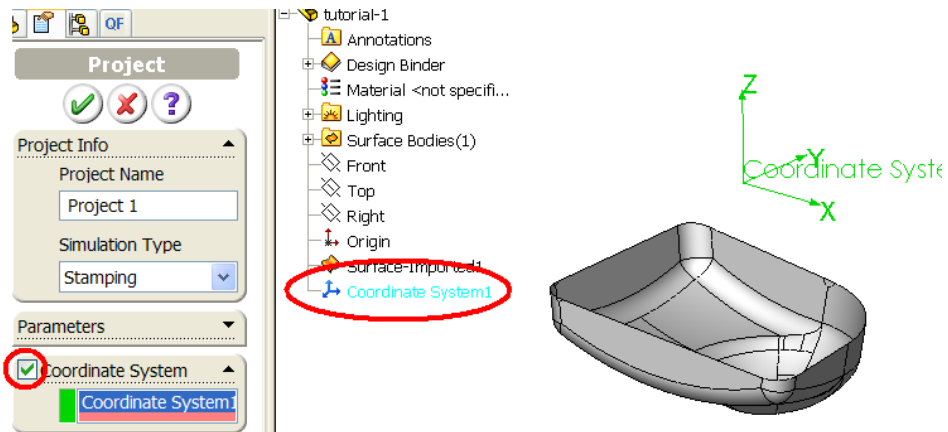 QF
Project
?
Project Info
Project Name
Project 1
Simulation Type
Stamping
Parameters
Coordinate System
Coordinate System1
tutorial-1
A Annotations
Design Binder
Material <not specifi...
Lighting
Surface Bodies(1)
Front
Top
Right
Origin
Surface-Imported1
Coordinate System1
Z
Y
Coordinate Syste
X